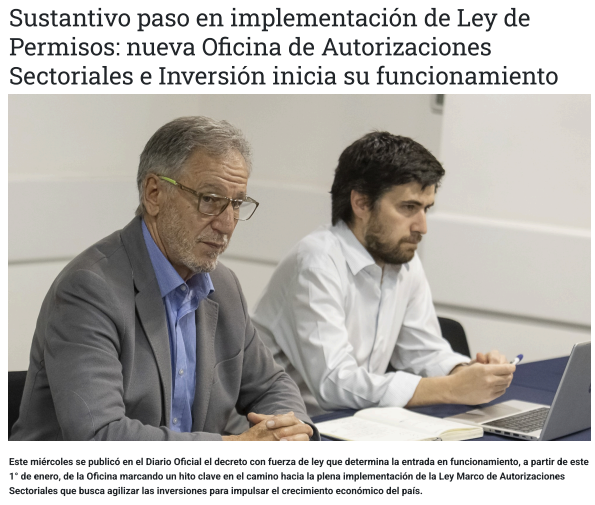 Sustantivo paso en implementación de Ley de
Permisos: nueva Oficina de Autorizaciones
Sectoriales e Inversión inicia su funcionamiento
Este miércoles se publicó en el Diario Oficial el decreto con fuerza de ley que determina la entrada en funcionamiento, a partir de este
1° de enero, de la Oficina marcando un hito clave en el camino hacia la plena implementación de la Ley Marco de Autorizaciones
Sectoriales que busca agilizar las inversiones para impulsar el crecimiento económico del país.